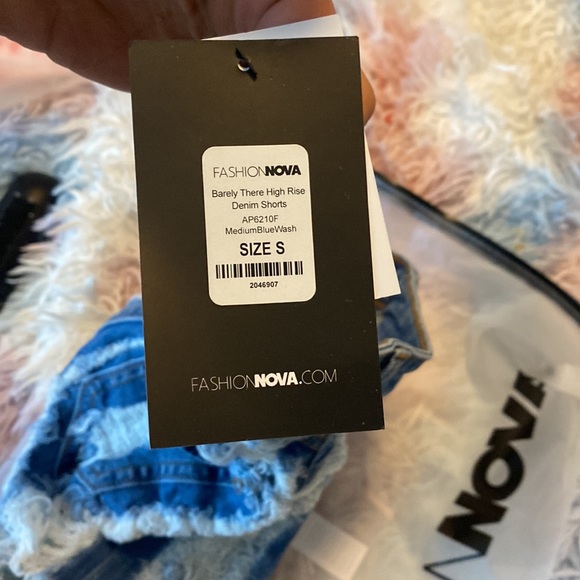 FASHIONNOVA
Barely There High Rise
Denim Shorts
AP6210F
MediumBlueWash
SIZE S
2046907
FASHIONNOVA.COM
NOVA